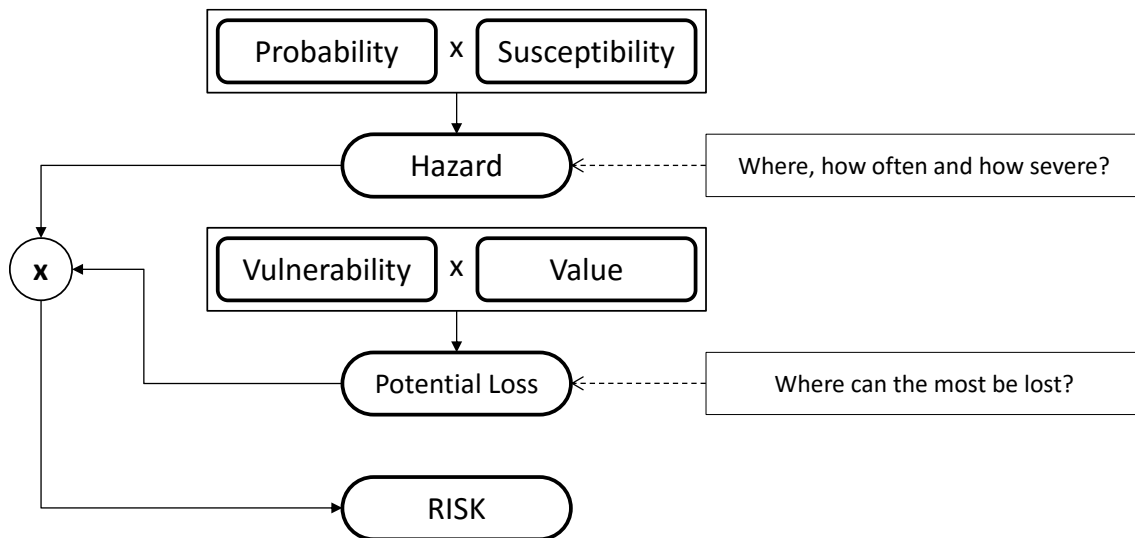 Probability x Susceptibility
Hazard
Where, how often and how severe?
x
Vulnerability x Value
Potential Loss
Where can the most be lost?
RISK